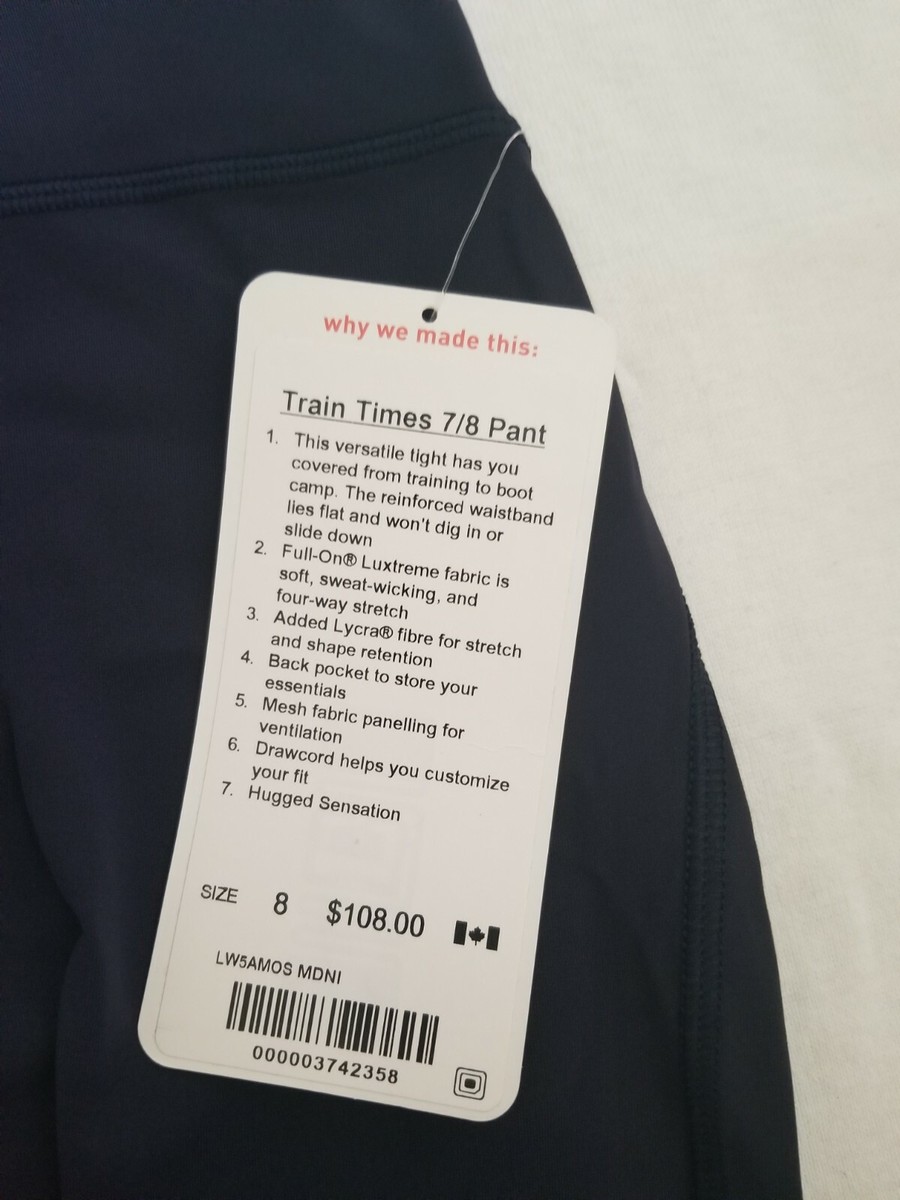 why we made this:
Train Times 7/8 Pant
1. This versatile tight has you
covered from training to boot
camp. The reinforced waistband
lies flat and won't dig in or
slide down
2. Full-On® Luxtreme fabric is
soft, sweat-wicking, and
four-way stretch
3. Added Lycra® fibre for stretch
and shape retention
4. Back pocket to store your
essentials
5. Mesh fabric panelling for
ventilation
6. Drawcord helps you customize
your fit
7. Hugged Sensation
SIZE 8 $108.00
LW5AMOS MDNI
000003742358